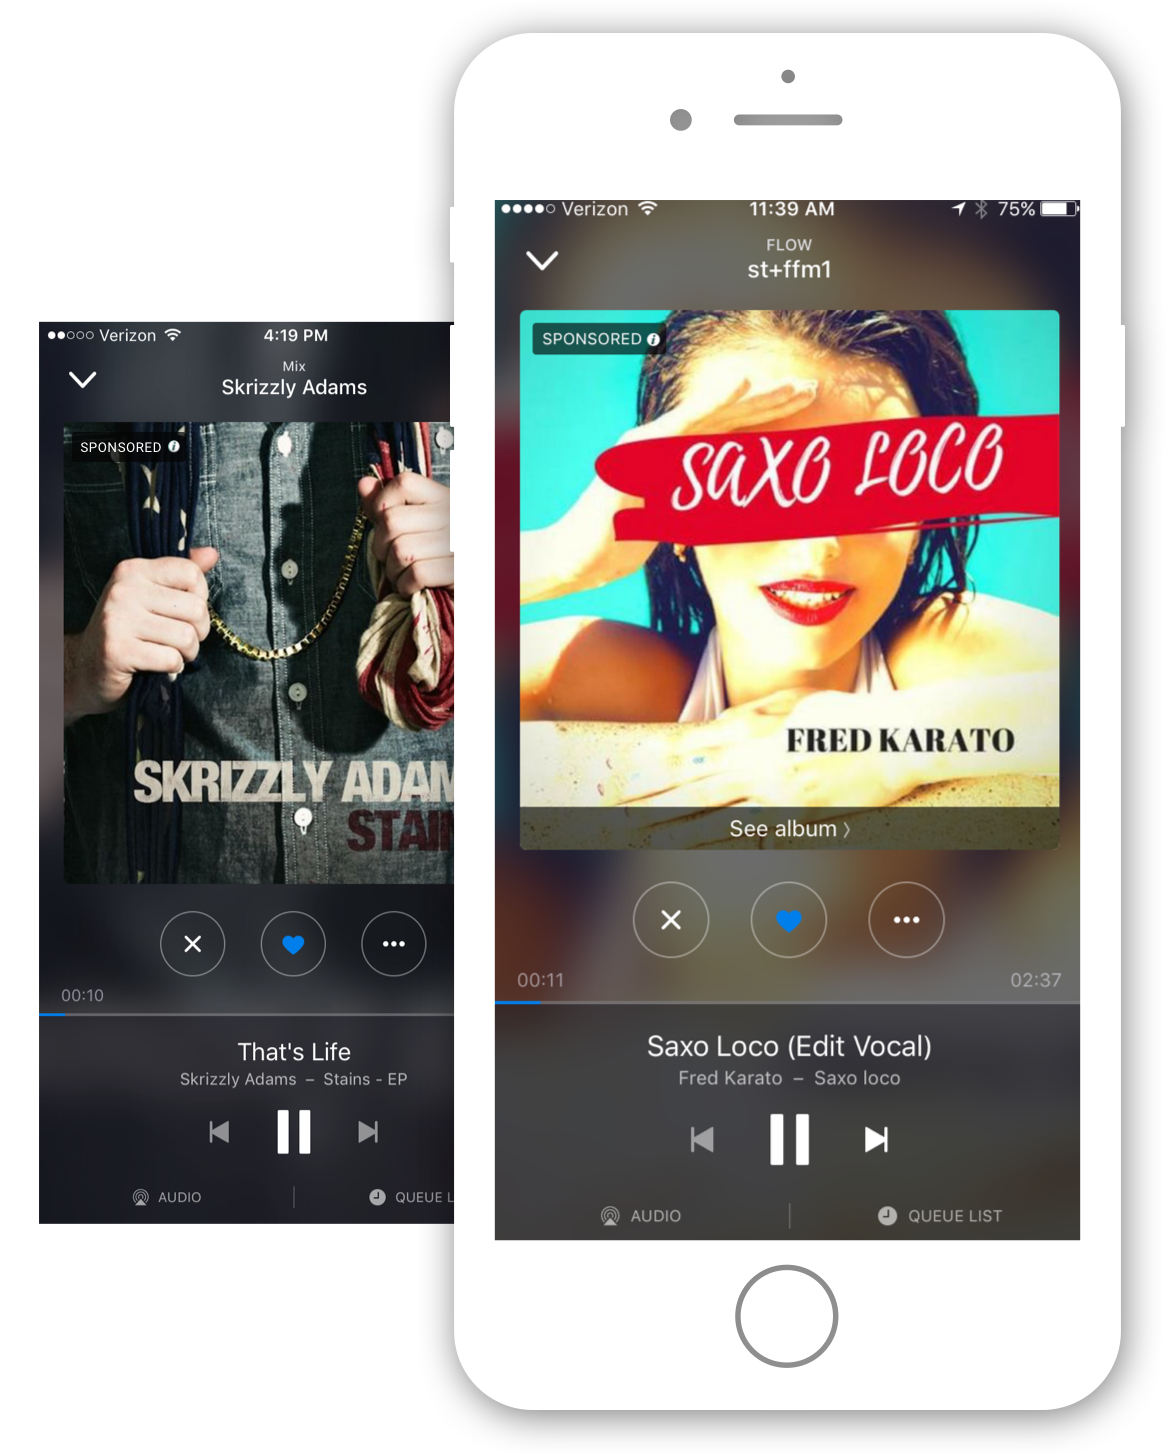 Verizon
4:19 PM
Mix
Skrizzly Adams
SPONSORED
SKRIZZLY ADAM
STAIN
00:10
That's Life
Skrizzly Adams – Stains - EP
AUDIO
QUEUE L
Verizon
11:39 AM
75%
FLOW
st+ffm1
SPONSORED
SAXO LOCO
FRED KARATO
See album 〉
00:11
02:37
Saxo Loco (Edit Vocal)
Fred Karato – Saxo loco
AUDIO
QUEUE LIST